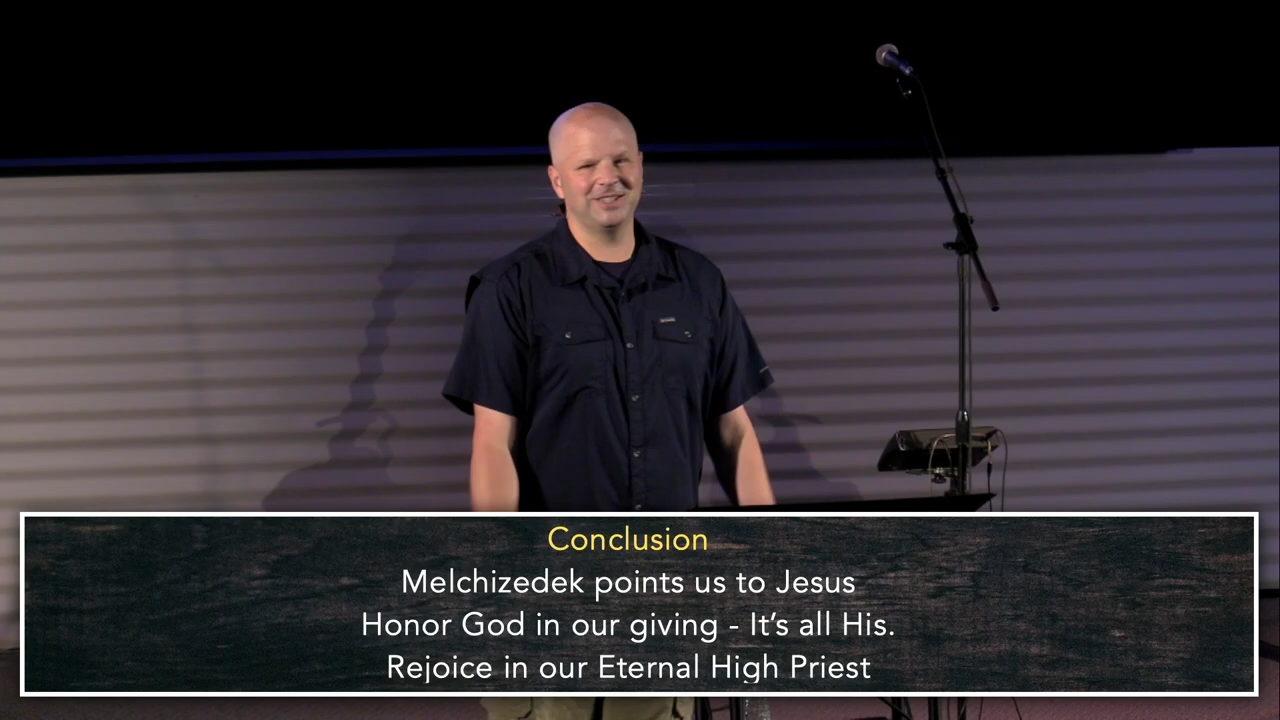 Conclusion
Melchizedek points us to Jesus
Honor God in our giving - It's all His.
Rejoice in our Eternal High Priest